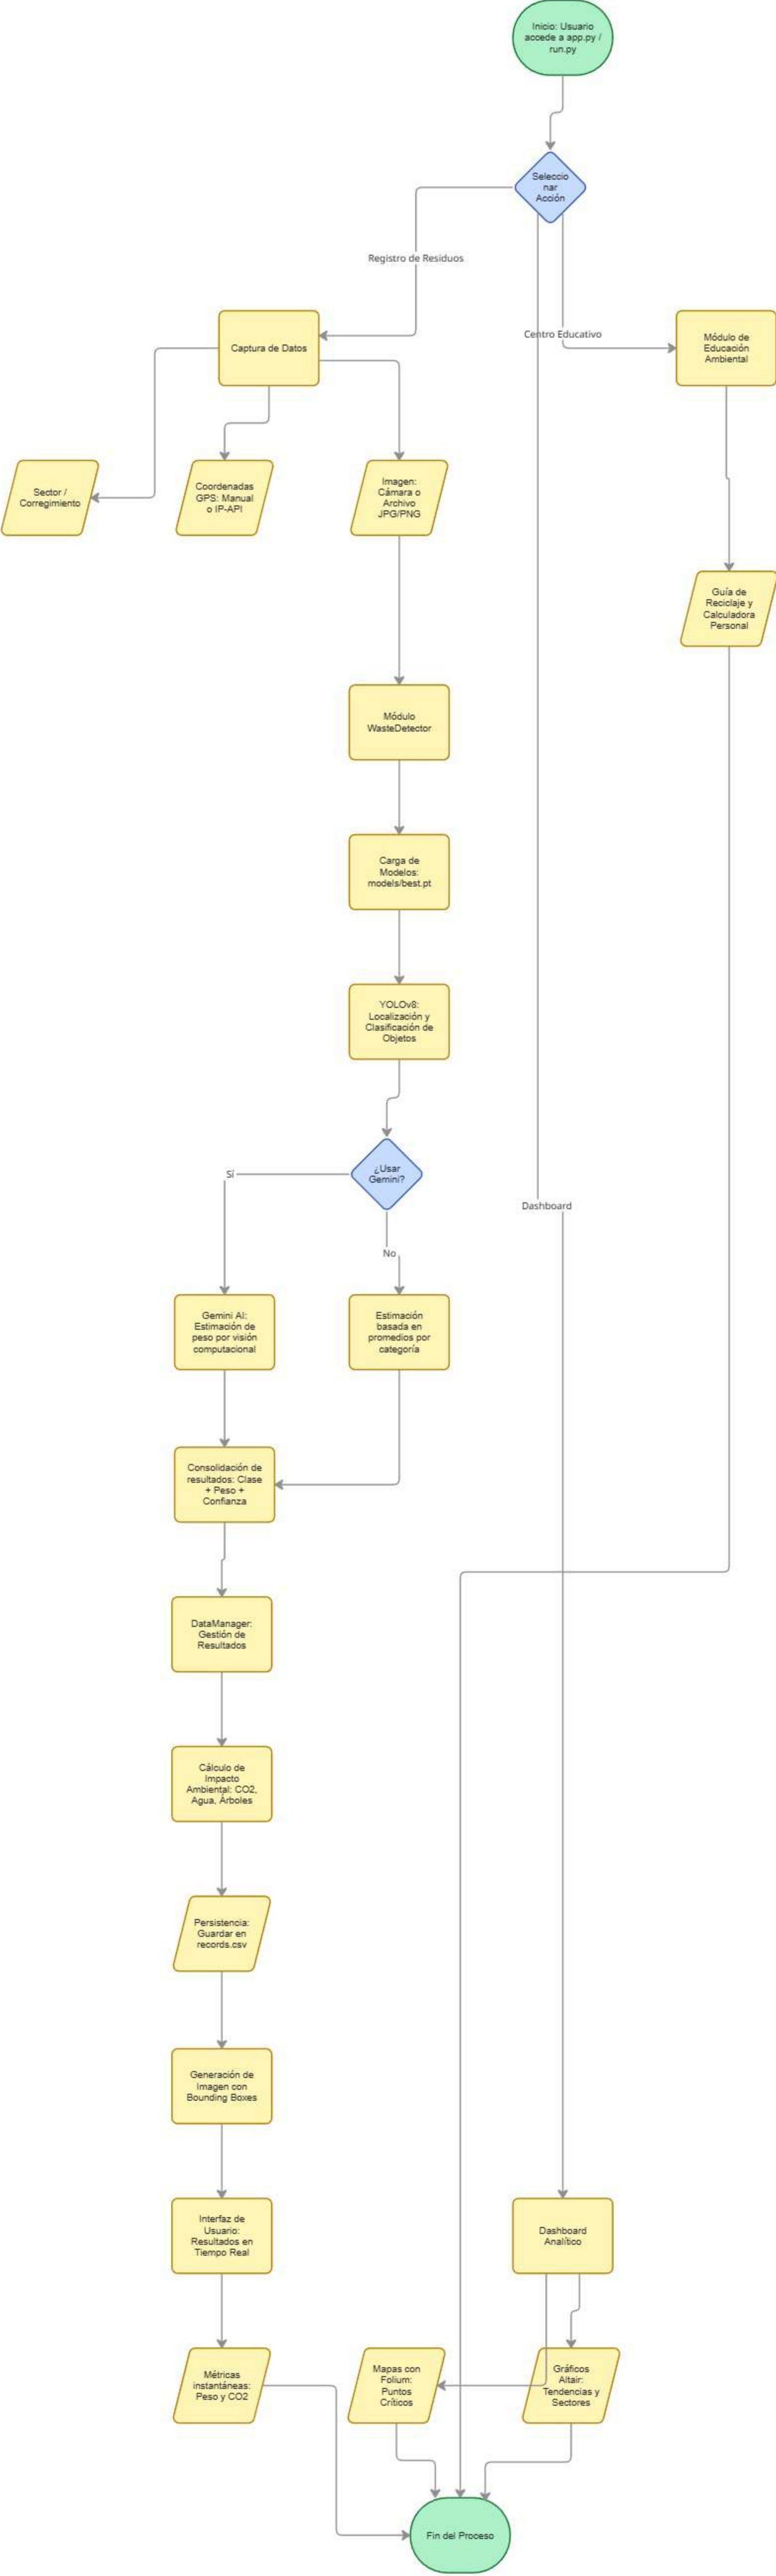 Inicio: Usuario
accede a app.py /
run.py
Seleccio
nar
Acción
Registro de Residuos
Centro Educativo
Captura de Datos
Módulo de
Educación
Ambiental
Sector /
Corregimiento
Coordenadas
GPS: Manual
o IP-API
Imagen:
Cámara o
Archivo
JPG/PNG
Guía de
Reciclaje y
Calculadora
Personal
Módulo
WasteDetector
Carga de
Modelos:
models/best.pt
YOLOv8:
Localización y
Clasificación de
Objetos
¿Usar
Gemini?
Sí
Dashboard
No
Gemini AI:
Estimación de
peso por visión
computacional
Estimación
basada en
promedios por
categoría
Consolidación de
resultados: Clase
+ Peso +
Confianza
DataManager:
Gestión de
Resultados
Cálculo de
Impacto
Ambiental: CO2,
Agua, Árboles
Persistencia:
Guardar en
records.csv
Generación de
Imagen con
Bounding Boxes
Interfaz de
Usuario:
Resultados en
Tiempo Real
Dashboard
Analítico
Métricas
instantáneas:
Peso y CO2
Mapas con
Folium:
Puntos
Críticos
Gráficos
Altair:
Tendencias y
Sectores
Fin del Proceso